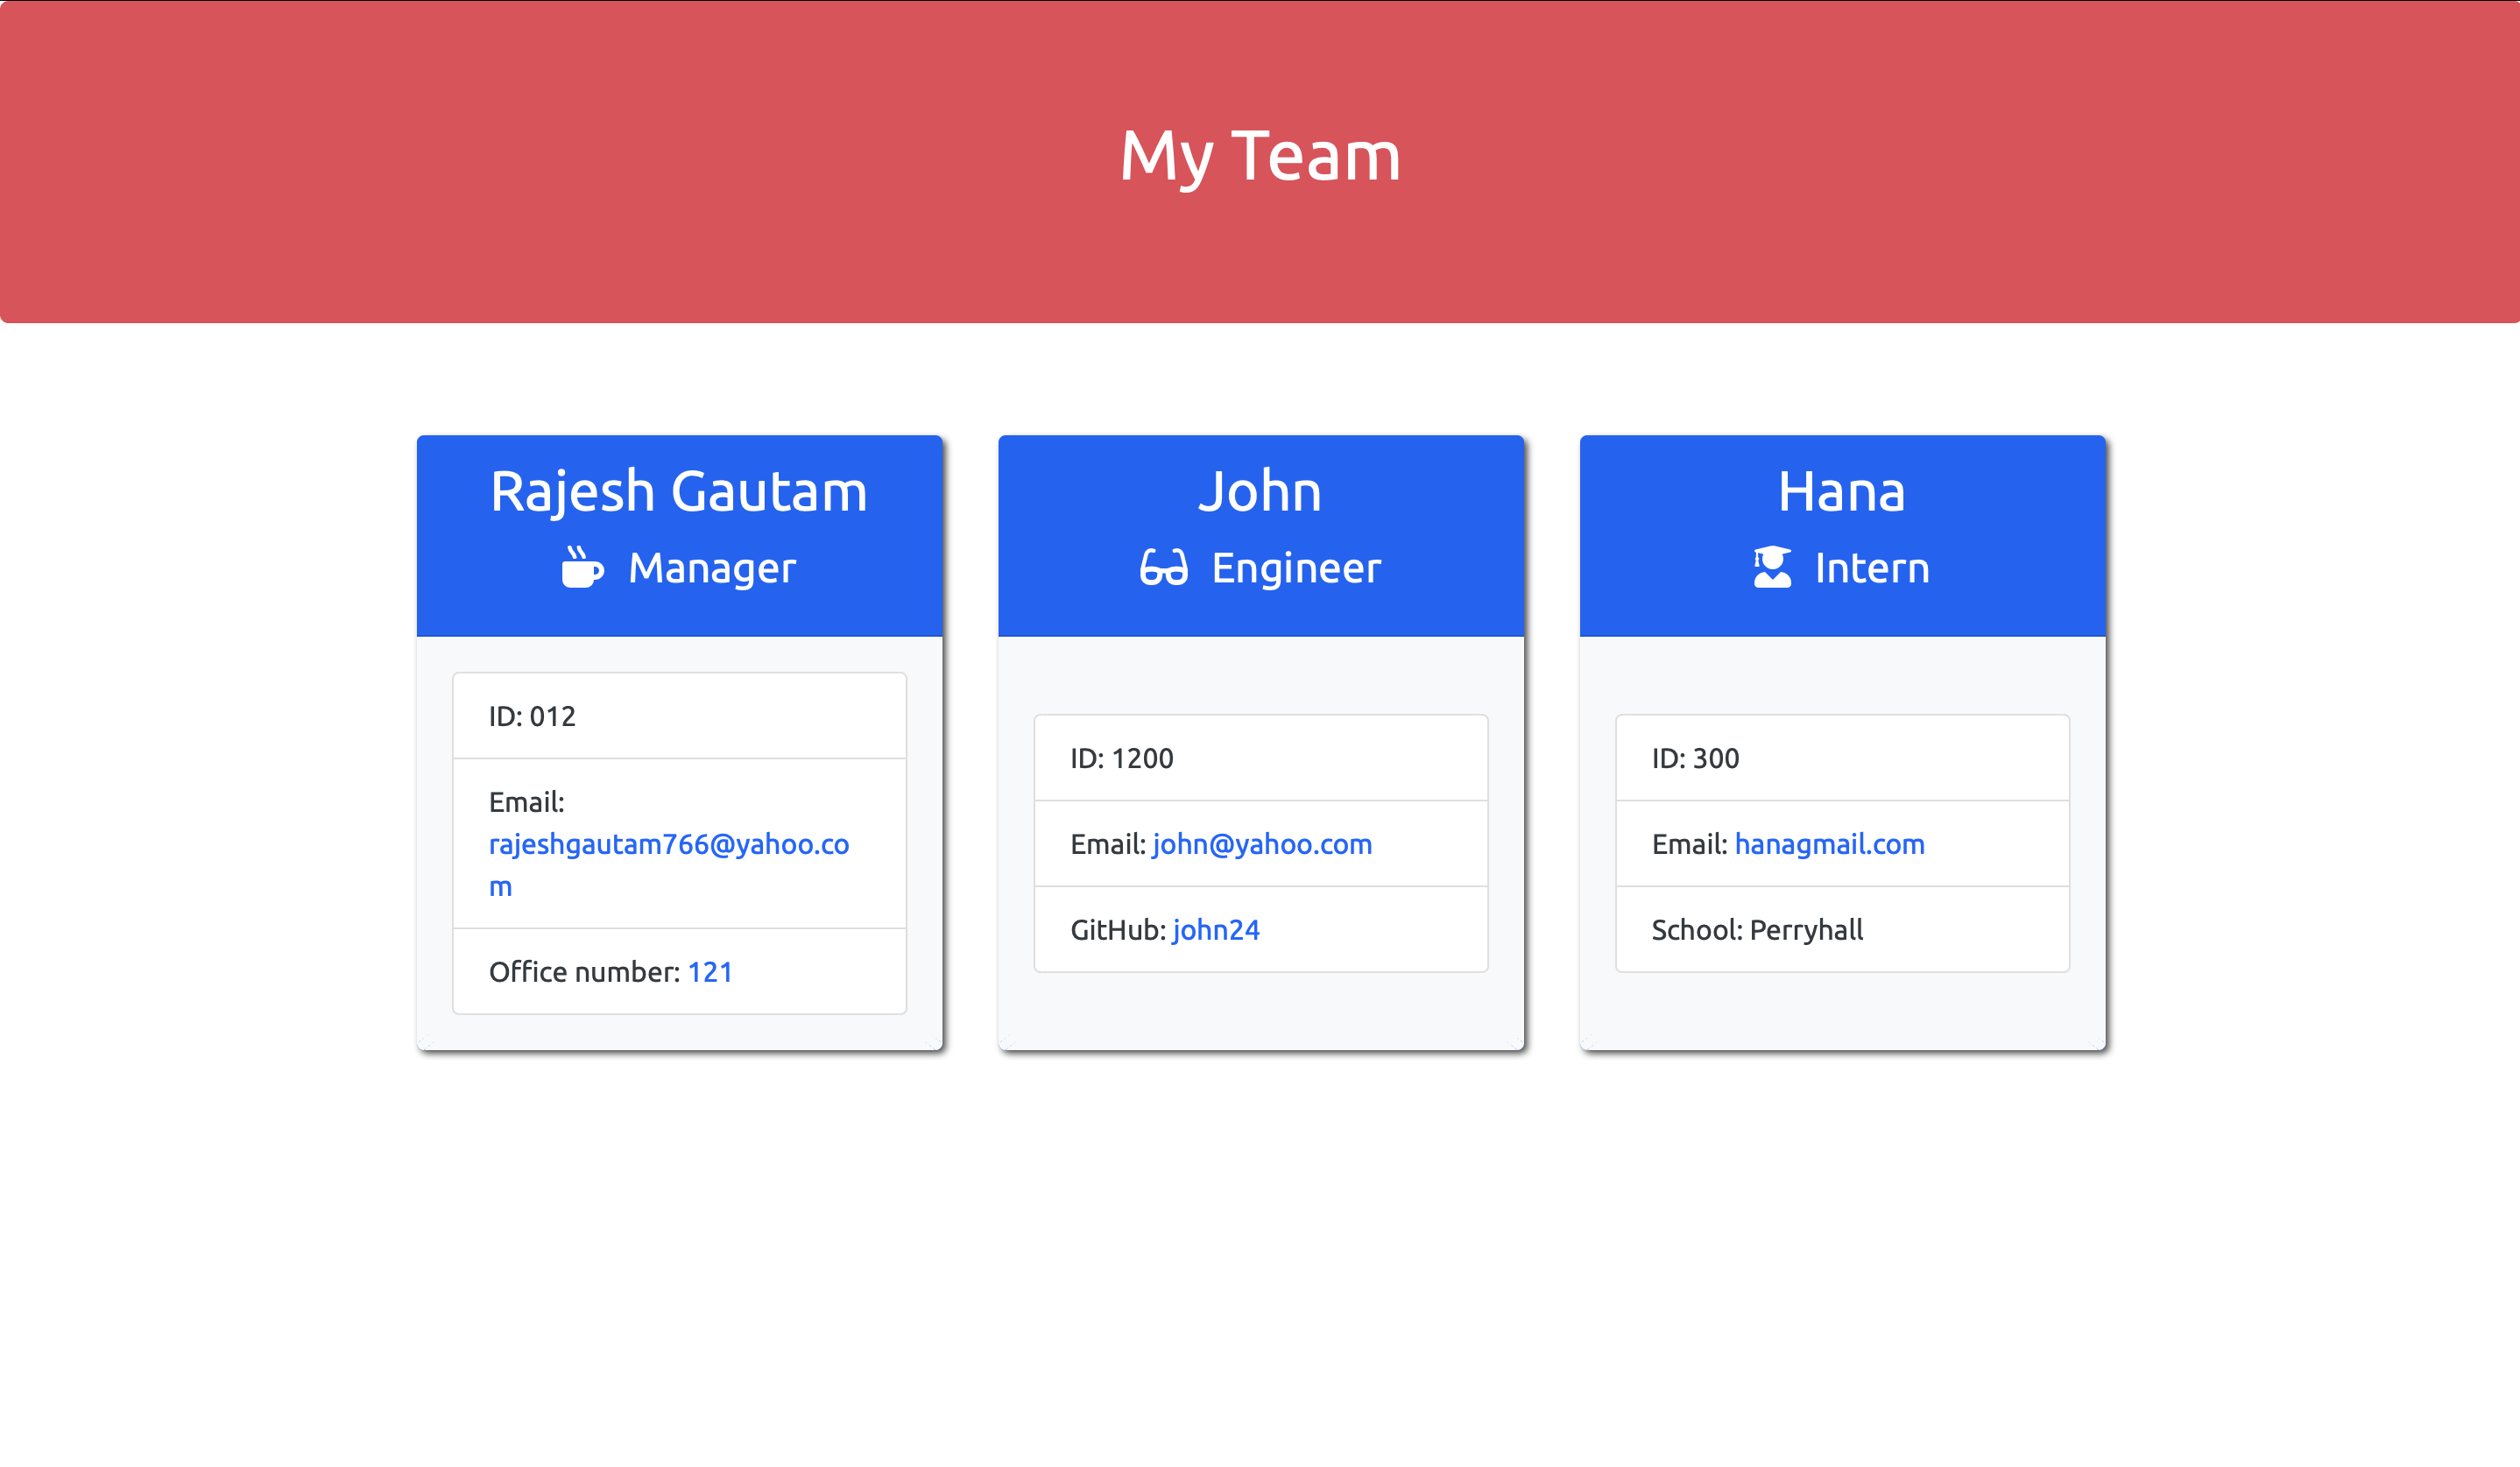 My Team
Rajesh Gautam
Manager
ID: 012
Email:
rajeshgautam766@yahoo.co
m
Office number: 121
John
Engineer
ID: 1200
Email: john@yahoo.com
GitHub: john24
Hana
Intern
ID: 300
Email: hanagmail.com
School: Perryhall